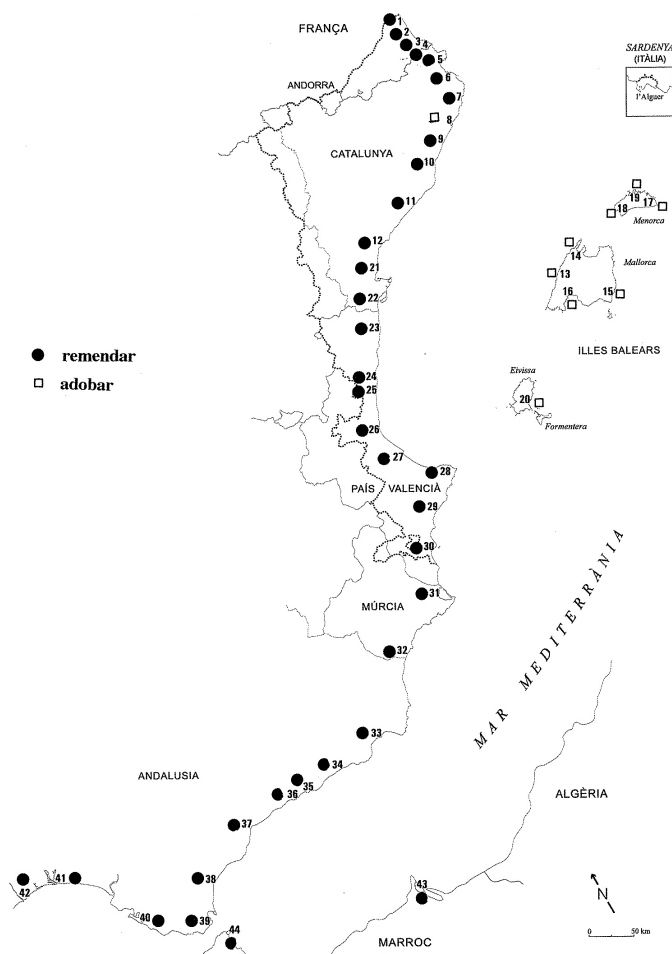 FRANÇA
1
2
3
4
5
SARDENYA
(ITÀLIA)
6
ANDORRA
7
l'Alguer
8
9
CATALUNYA
10
19
17
18
11
Menorca
12
14
Mallorca
21
13
22
16
15
23
ILLES BALEARS
remendar
Eivissa
24
adobar
25
20
Formentera
26
27
28
PAÍS VALENCIÀ
29
30
MAR MEDITERRÀNIA
31
MÚRCIA
32
33
34
ANDALUSIA
35
36
ALGÈRIA
37
41
38
42
43
N
40
39
44
0 50 km
MARROC